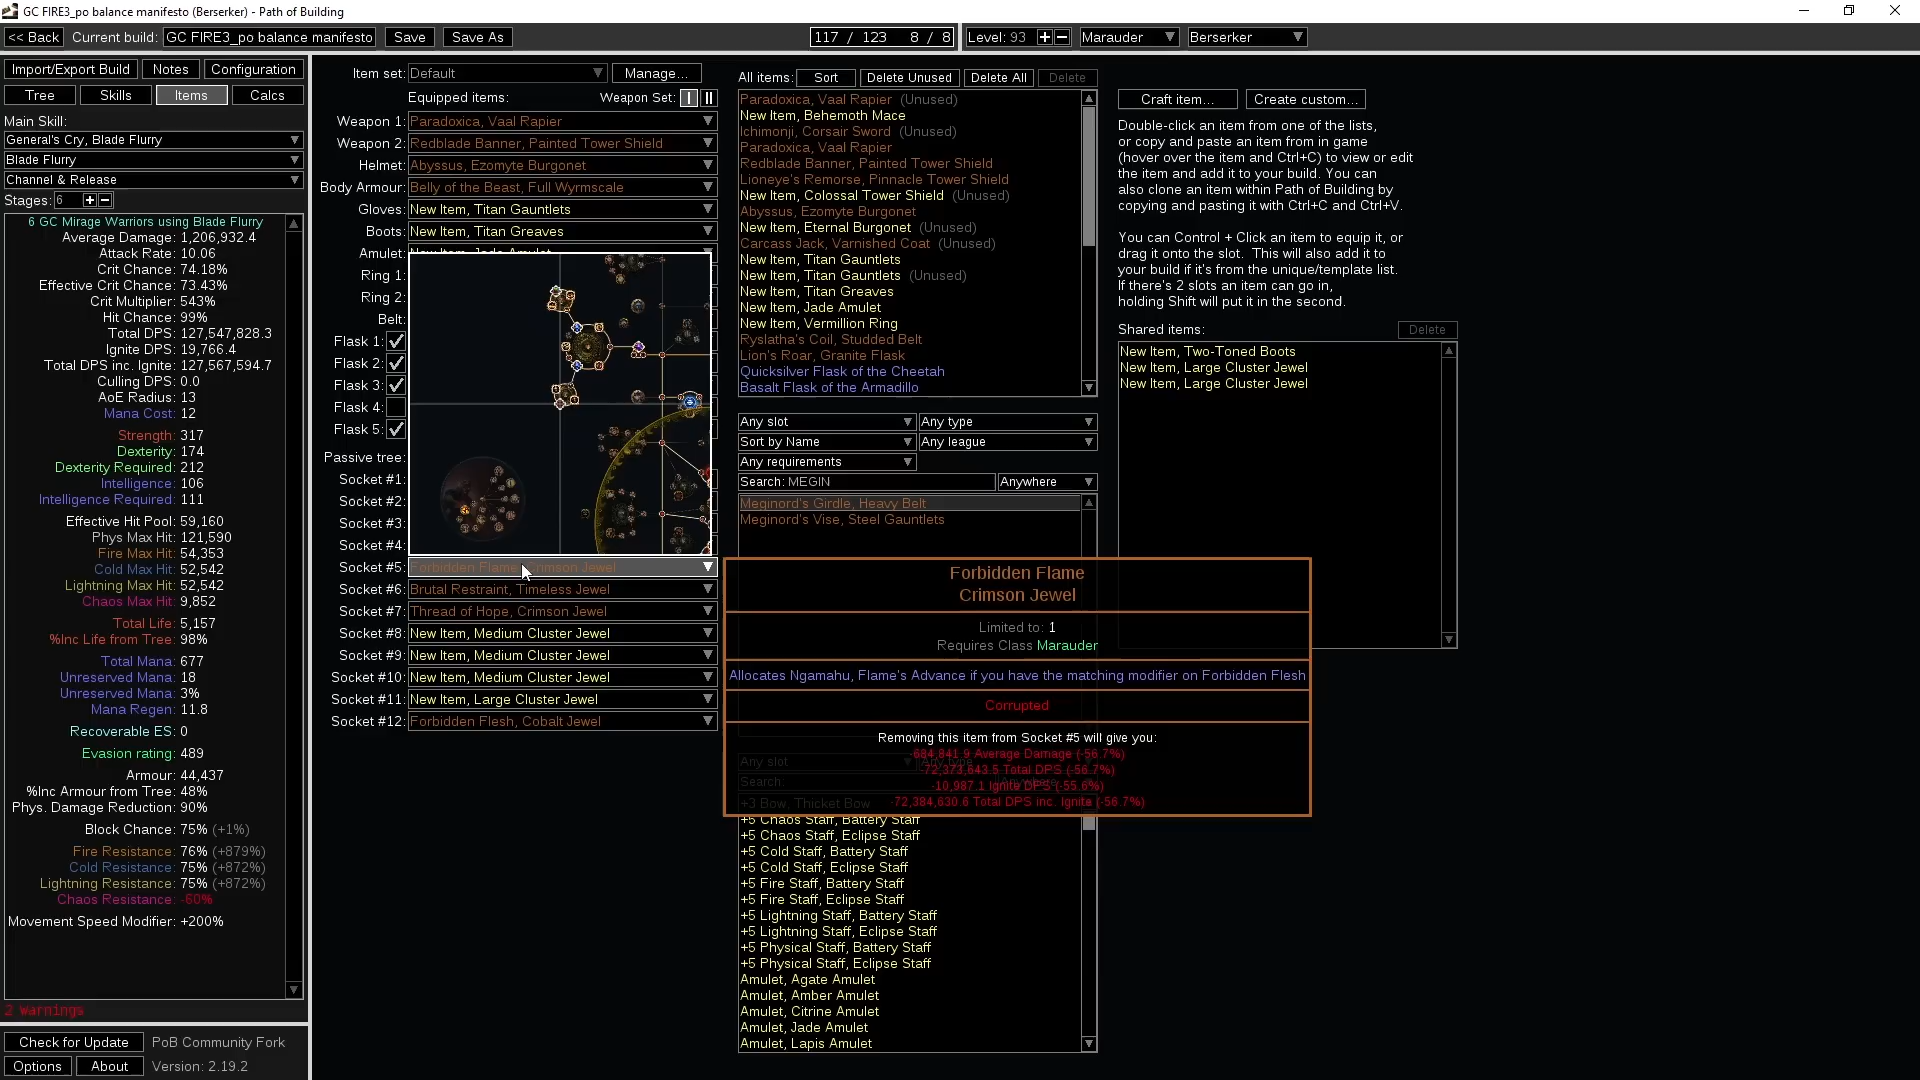 GC FIRE3_po balance manifesto (Berserker) - Path of Building
<< Back Current build: GC FIRE3_po balance manifesto Save Save As 117 / 123 8 / 8 Level: 93 Marauder Berserker
Import/Export Build Notes Configuration
Tree Skills Items Calcs
Main Skill:
General's Cry, Blade Flurry
Blade Flurry
Channel & Release
Stages: 6
6 GC Mirage Warriors using Blade Flurry
Average Damage: 1,206,932.4
Attack Rate: 10.06
Crit Chance: 74.18%
Effective Crit Chance: 73.43%
Crit Multiplier: 543%
Hit Chance: 99%
Total DPS: 127,547,828.3
Ignite DPS: 19,766.4
Total DPS inc. Ignite: 127,567,594.7
Culling DPS: 0.0
AoE Radius: 13
Mana Cost: 12
Strength: 317
Dexterity: 174
Dexterity Required: 212
Intelligence: 106
Intelligence Required: 111
Effective Hit Pool: 59,160
Phys Max Hit: 121,590
Fire Max Hit: 54,353
Cold Max Hit: 52,542
Lightning Max Hit: 52,542
Chaos Max Hit: 9,852
Total Life: 5,157
%Inc Life from Tree: 98%
Total Mana: 677
Unreserved Mana: 18
Unreserved Mana: 3%
Mana Regen: 11.8
Recoverable ES: 0
Evasion rating: 489
Armour: 44,437
%Inc Armour from Tree: 48%
Phys. Damage Reduction: 90%
Block Chance: 75% (+1%)
Fire Resistance: 76% (+879%)
Cold Resistance: 75% (+872%)
Lightning Resistance: 75% (+872%)
Chaos Resistance: -60%
Movement Speed Modifier: +200%
2 Warnings
Check for Update PoB Community Fork
Options About Version: 2.19.2
Item set: Default Manage...
Equipped items: Weapon Set: I II
Weapon 1: Paradoxica, Vaal Rapier
Weapon 2: Redblade Banner, Painted Tower Shield
Helmet: Abyssus, Ezomyte Burgonet
Body Armour: Belly of the Beast, Full Wyrmscale
Gloves: New Item, Titan Gauntlets
Boots: New Item, Titan Greaves
Amulet: New Item, Jade Amulet
Ring 1:
Ring 2:
Belt:
Flask 1:
Flask 2:
Flask 3:
Flask 4:
Flask 5:
Passive tree:
Socket #1:
Socket #2:
Socket #3:
Socket #4:
Socket #5: Forbidden Flame, Crimson Jewel
Socket #6: Brutal Restraint, Timeless Jewel
Socket #7: Thread of Hope, Crimson Jewel
Socket #8: New Item, Medium Cluster Jewel
Socket #9: New Item, Medium Cluster Jewel
Socket #10: New Item, Medium Cluster Jewel
Socket #11: New Item, Large Cluster Jewel
Socket #12: Forbidden Flesh, Cobalt Jewel
All items: Sort Delete Unused Delete All Delete
Paradoxica, Vaal Rapier (Unused)
New Item, Behemoth Mace
Ichimonji, Corsair Sword (Unused)
Paradoxica, Vaal Rapier
Redblade Banner, Painted Tower Shield
Lioneye's Remorse, Pinnacle Tower Shield
New Item, Colossal Tower Shield (Unused)
Abyssus, Ezomyte Burgonet
New Item, Eternal Burgonet (Unused)
Carcass Jack, Varnished Coat (Unused)
New Item, Titan Gauntlets
New Item, Titan Gauntlets (Unused)
New Item, Titan Greaves
New Item, Jade Amulet
New Item, Vermillion Ring
Ryslatha's Coil, Studded Belt
Lion's Roar, Granite Flask
Quicksilver Flask of the Cheetah
Basalt Flask of the Armadillo
Any slot Any type
Sort by Name Any league
Any requirements
Search: MEGIN Anywhere
Meginord's Girdle, Heavy Belt
Meginord's Vise, Steel Gauntlets
Forbidden Flame
Crimson Jewel
Limited to: 1
Requires Class Marauder
Allocates Ngamahu, Flame's Advance if you have the matching modifier on Forbidden Flesh
Corrupted
Removing this item from Socket #5 will give you:
-684,841.9 Average Damage (-56.7%)
-72,373,643.5 Total DPS (-56.7%)
-10,987.1 Ignite DPS (-55.6%)
-72,384,630.6 Total DPS inc. Ignite (-56.7%)
Any slot Any type
Search: Anywhere
+3 Bow, Thicket Bow
+5 Chaos Staff, Battery Staff
+5 Chaos Staff, Eclipse Staff
+5 Cold Staff, Battery Staff
+5 Cold Staff, Eclipse Staff
+5 Fire Staff, Battery Staff
+5 Fire Staff, Eclipse Staff
+5 Lightning Staff, Battery Staff
+5 Lightning Staff, Eclipse Staff
+5 Physical Staff, Battery Staff
+5 Physical Staff, Eclipse Staff
Amulet, Agate Amulet
Amulet, Amber Amulet
Amulet, Citrine Amulet
Amulet, Jade Amulet
Amulet, Lapis Amulet
Craft item... Create custom...
Double-click an item from one of the lists,
or copy and paste an item from in game
(hover over the item and Ctrl+C) to view or edit
the item and add it to your build. You can
also clone an item within Path of Building by
copying and pasting it with Ctrl+C and Ctrl+V.
You can Control + Click an item to equip it, or
drag it onto the slot. This will also add it to
your build if it's from the unique/template list.
If there's 2 slots an item can go in,
holding Shift will put it in the second.
Shared items: Delete
New Item, Two-Toned Boots
New Item, Large Cluster Jewel
New Item, Large Cluster Jewel